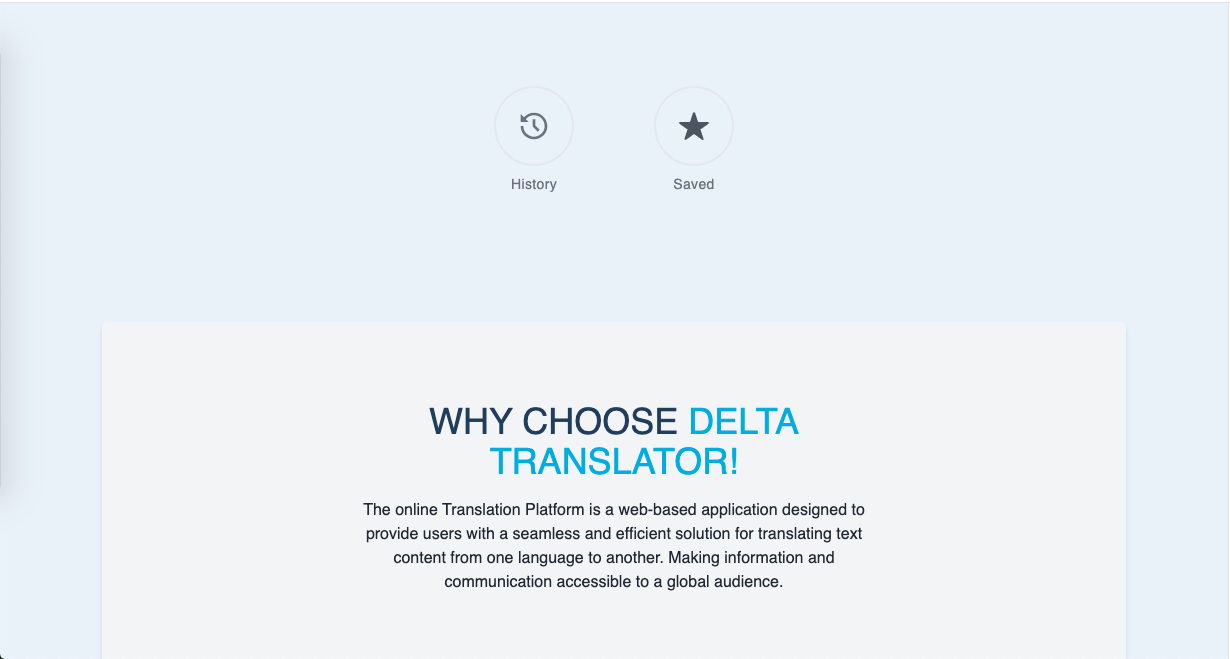 History
Saved
WHY CHOOSE DELTA
TRANSLATOR!
The online Translation Platform is a web-based application designed to
provide users with a seamless and efficient solution for translating text
content from one language to another. Making information and
communication accessible to a global audience.